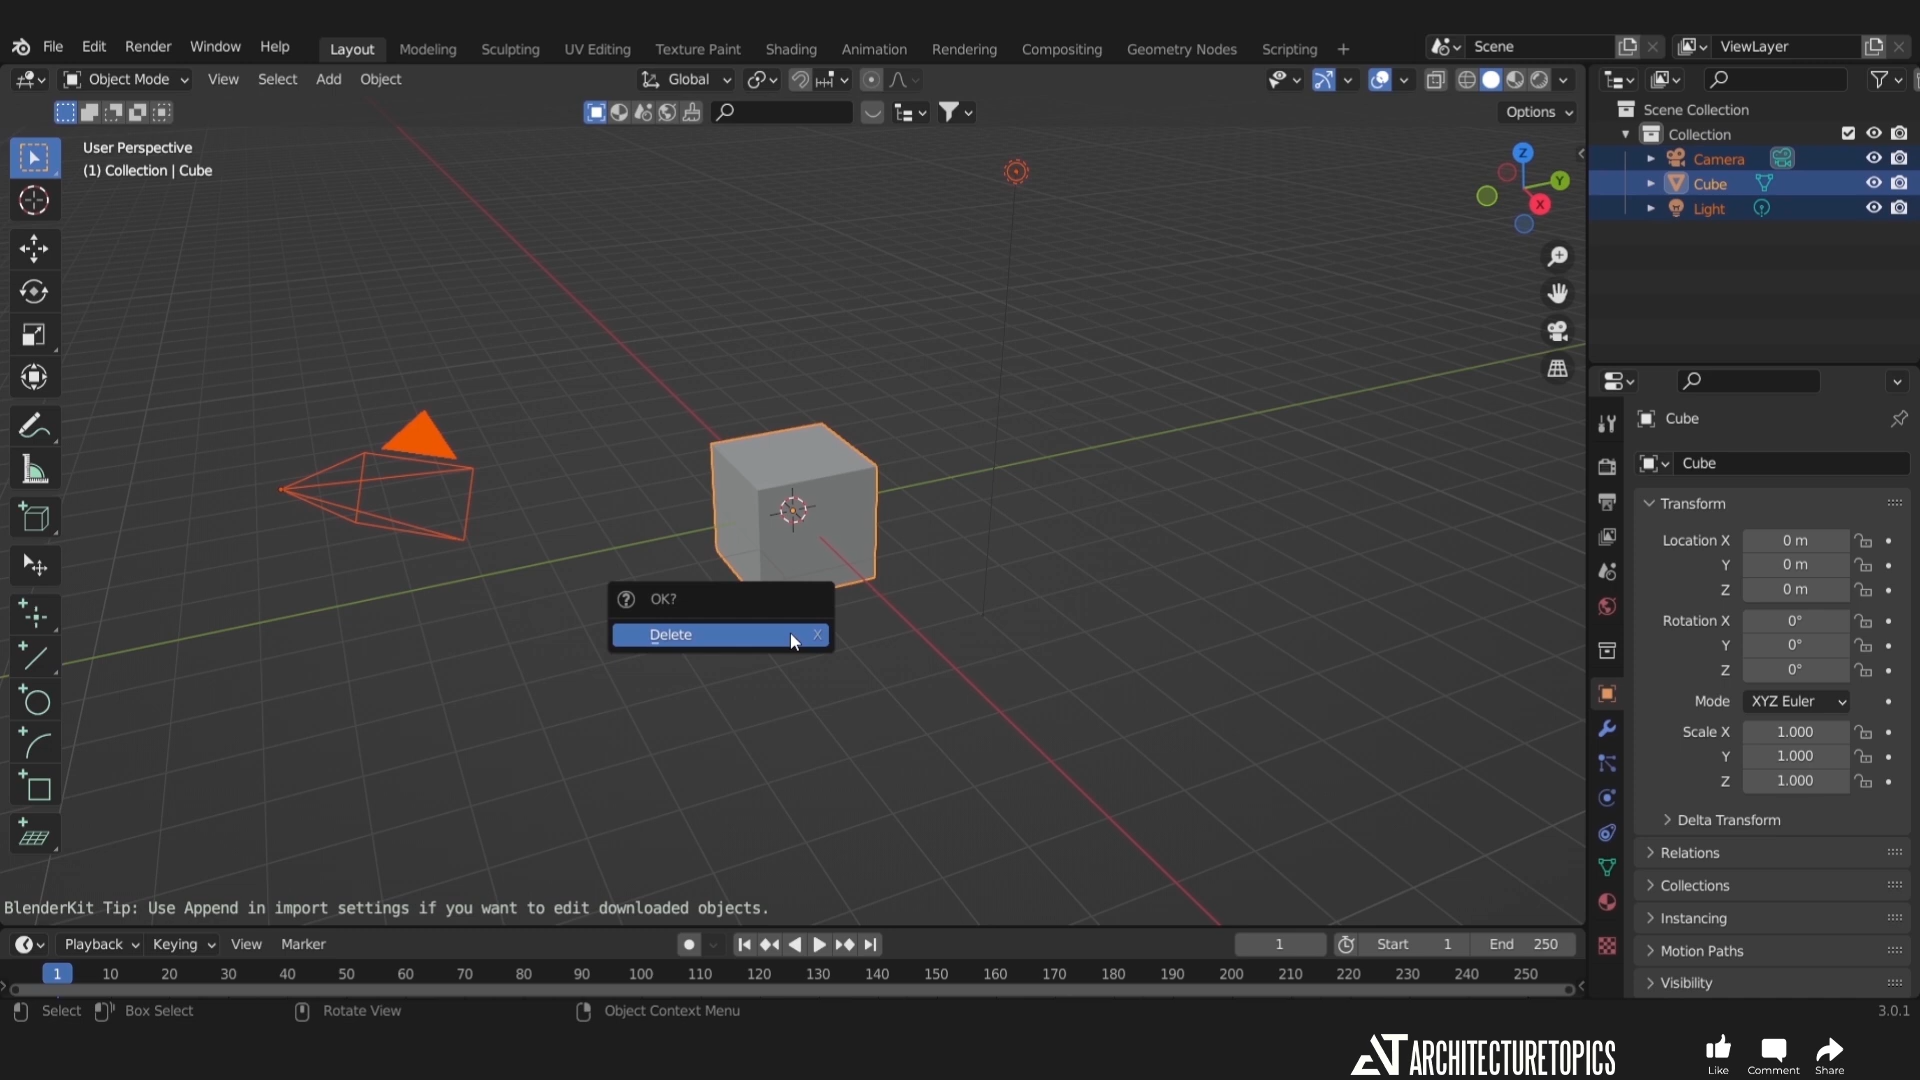 File Edit Render Window Help Layout Modeling Sculpting UV Editing Texture Paint Shading Animation Rendering Compositing Geometry Nodes Scripting + Scene ViewLayer
Object Mode View Select Add Object Global
Options
User Perspective
(1) Collection | Cube
Z
Y
X
Scene Collection
Collection
Camera
Cube
Light
OK?
Delete X
Cube
Cube
Transform
Location X 0 m
Y 0 m
Z 0 m
Rotation X 0°
Y 0°
Z 0°
Mode XYZ Euler
Scale X 1.000
Y 1.000
Z 1.000
Delta Transform
Relations
Collections
Instancing
Motion Paths
Visibility
BlenderKit Tip: Use Append in import settings if you want to edit downloaded objects.
Playback Keying View Marker 1 Start 1 End 250
1 10 20 30 40 50 60 70 80 90 100 110 120 130 140 150 160 170 180 190 200 210 220 230 240 250
Select Box Select Rotate View Object Context Menu 3.0.1
AT ARCHITECTURETOPICS
Like Comment Share